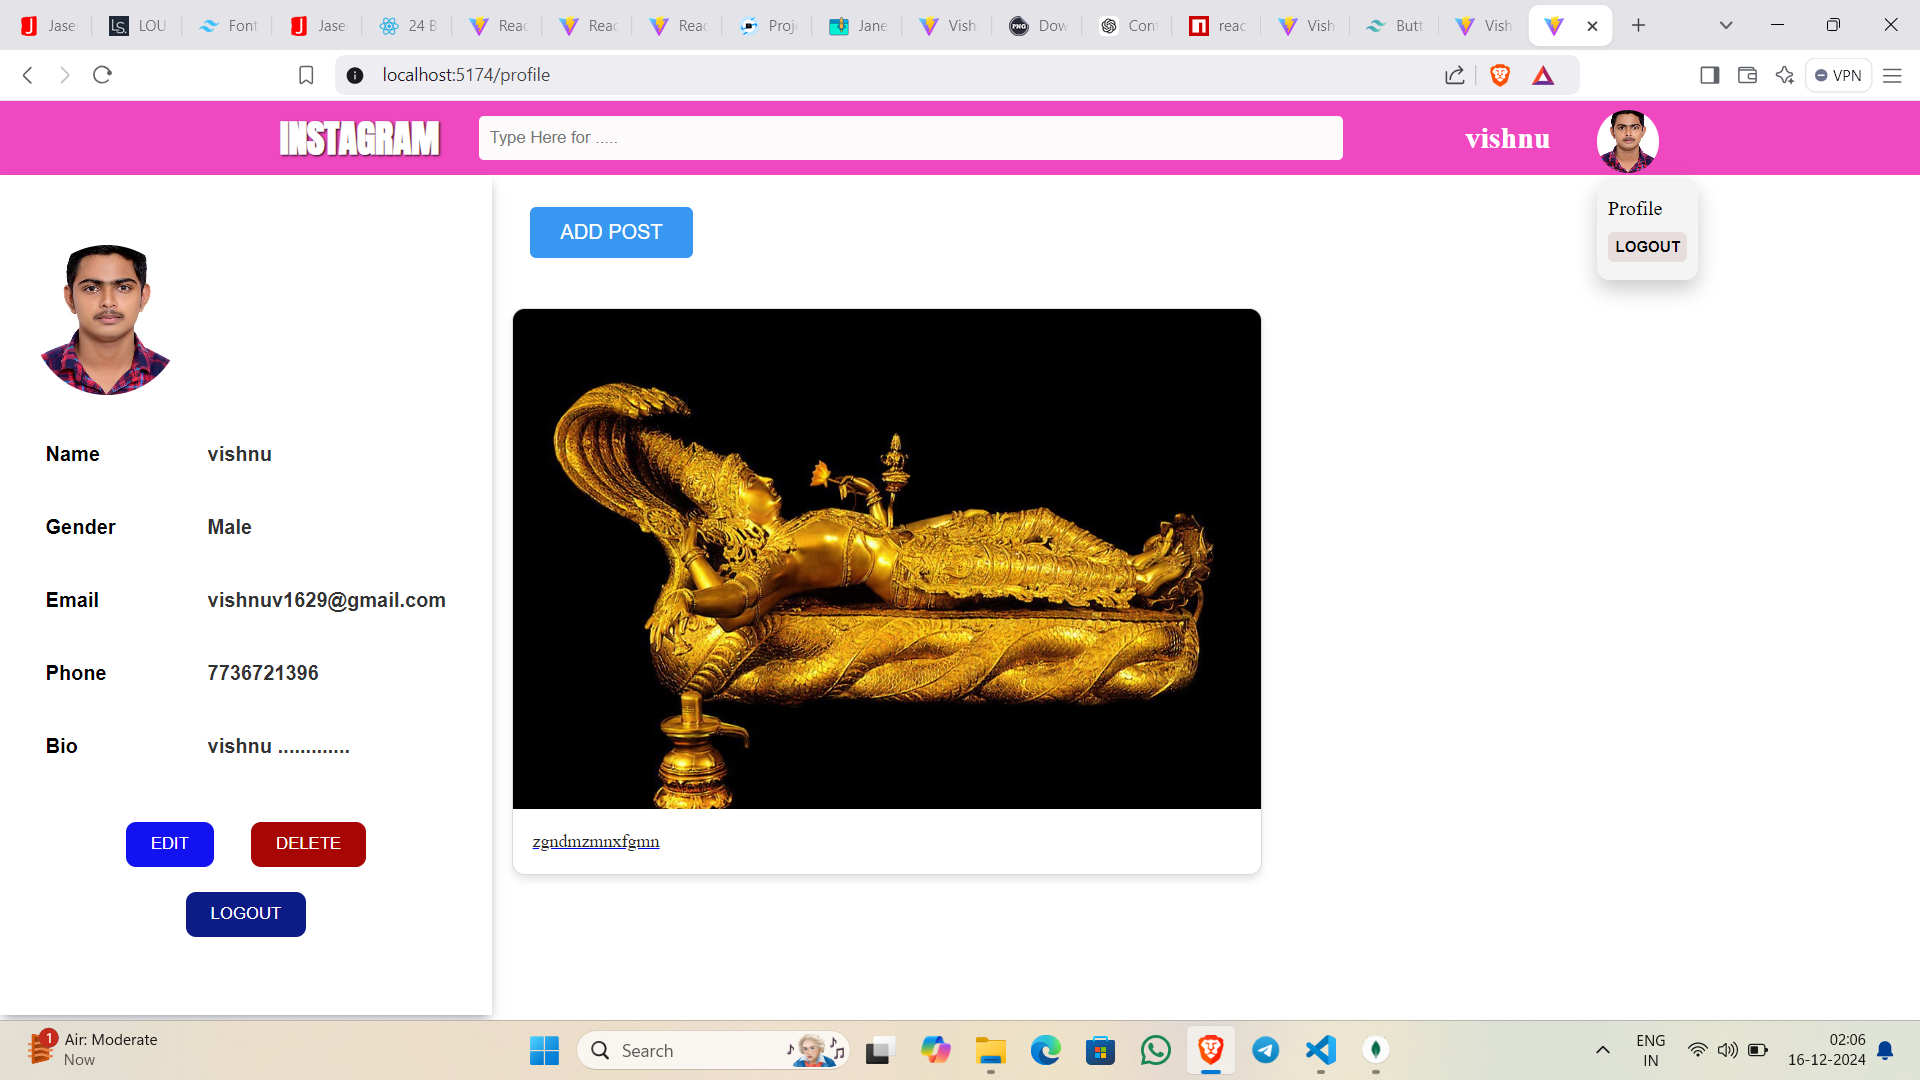 Jase
LOU
Font
Jase
24 B
Reac
Reac
Reac
Proj
Jane
Vish
PNG
Dow
Con
reac
Vish
Butt
Vish
localhost:5174/profile
VPN
INSTAGRAM
Type Here for .....
vishnu
Profile
LOGOUT
ADD POST
Name vishnu
Gender Male
Email vishnuv1629@gmail.com
Phone 7736721396
Bio vishnu .............
EDIT DELETE
LOGOUT
zgndmzmnxfgmn
1
Air: Moderate
Now
Search
ENG
IN
02:06
16-12-2024